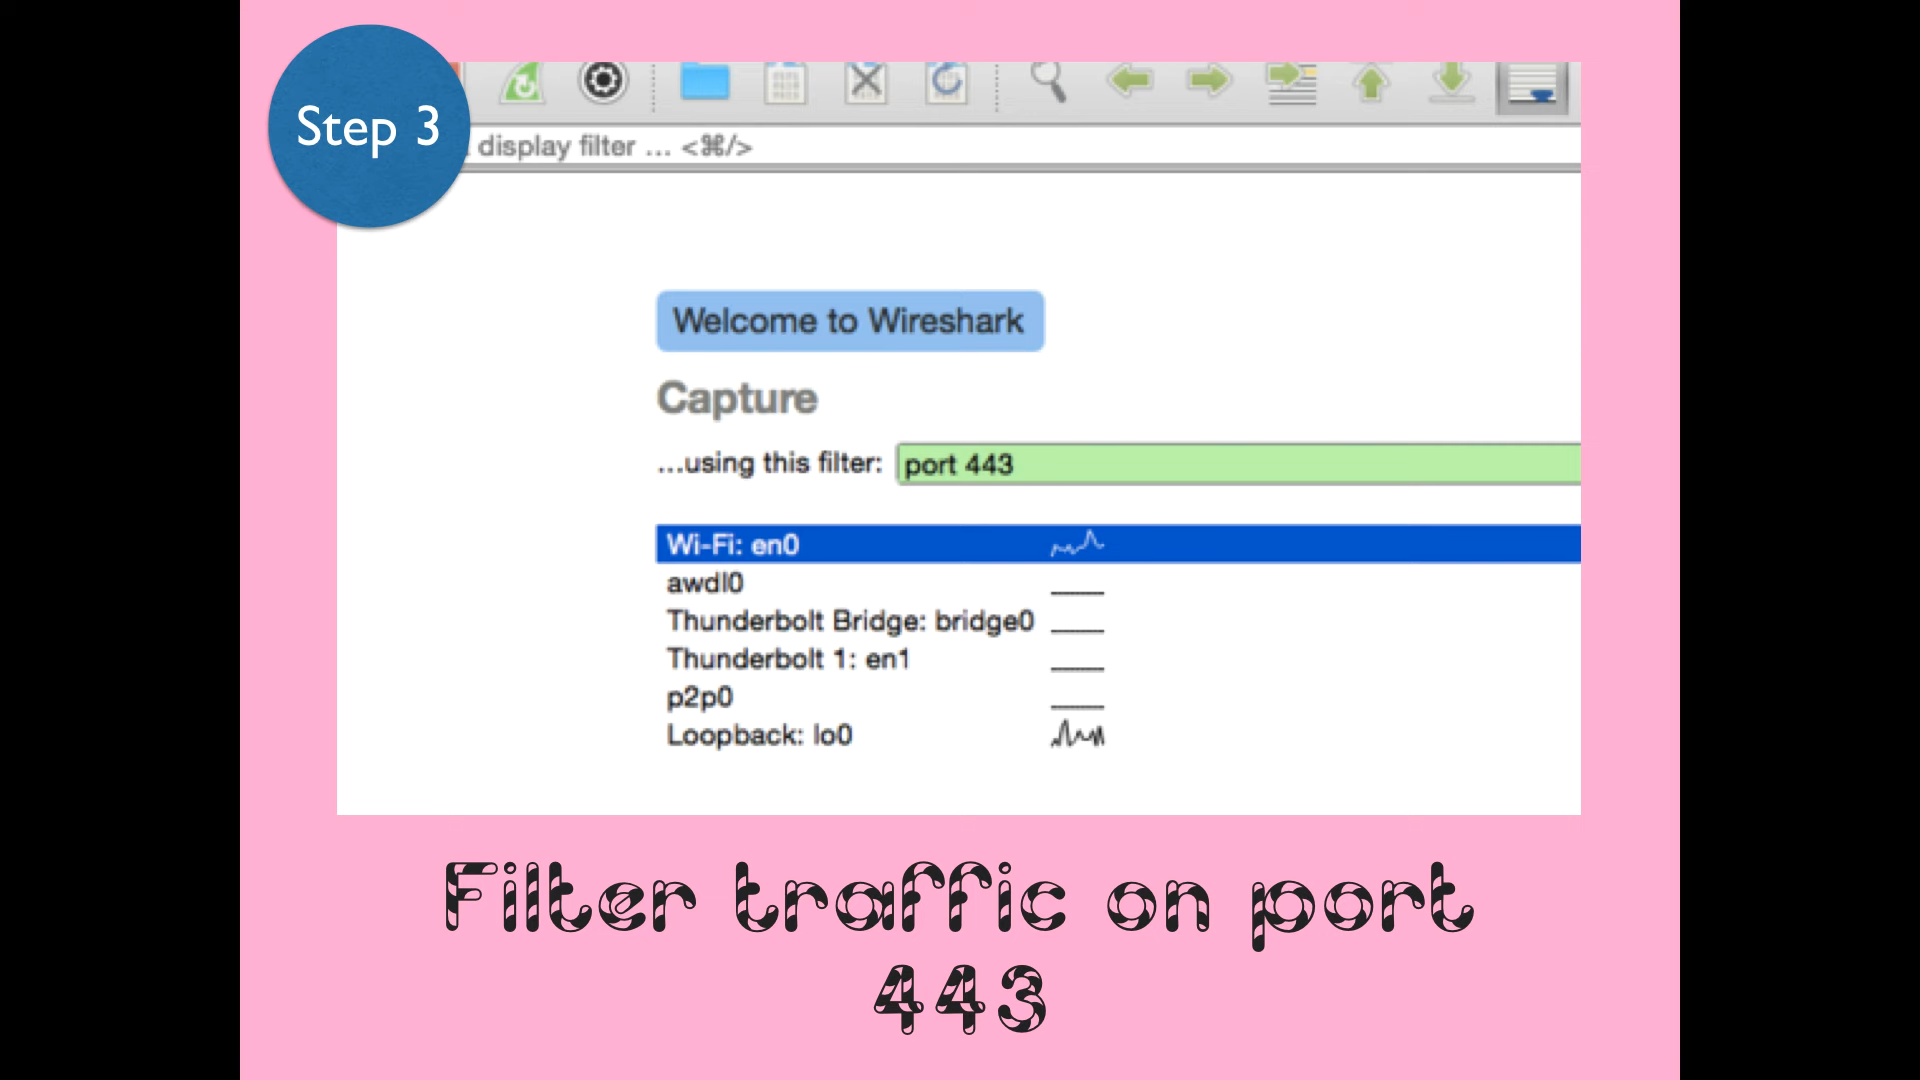 Step 3
display filter ... <⌘/>
Welcome to Wireshark
Capture
...using this filter: port 443
Wi-Fi: en0
awdl0
Thunderbolt Bridge: bridge0
Thunderbolt 1: en1
p2p0
Loopback: lo0
Filter traffic on port
443